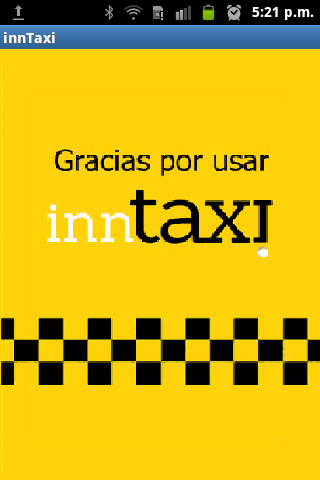 5:21 p.m.
innTaxi
Gracias por usar
inntaxi